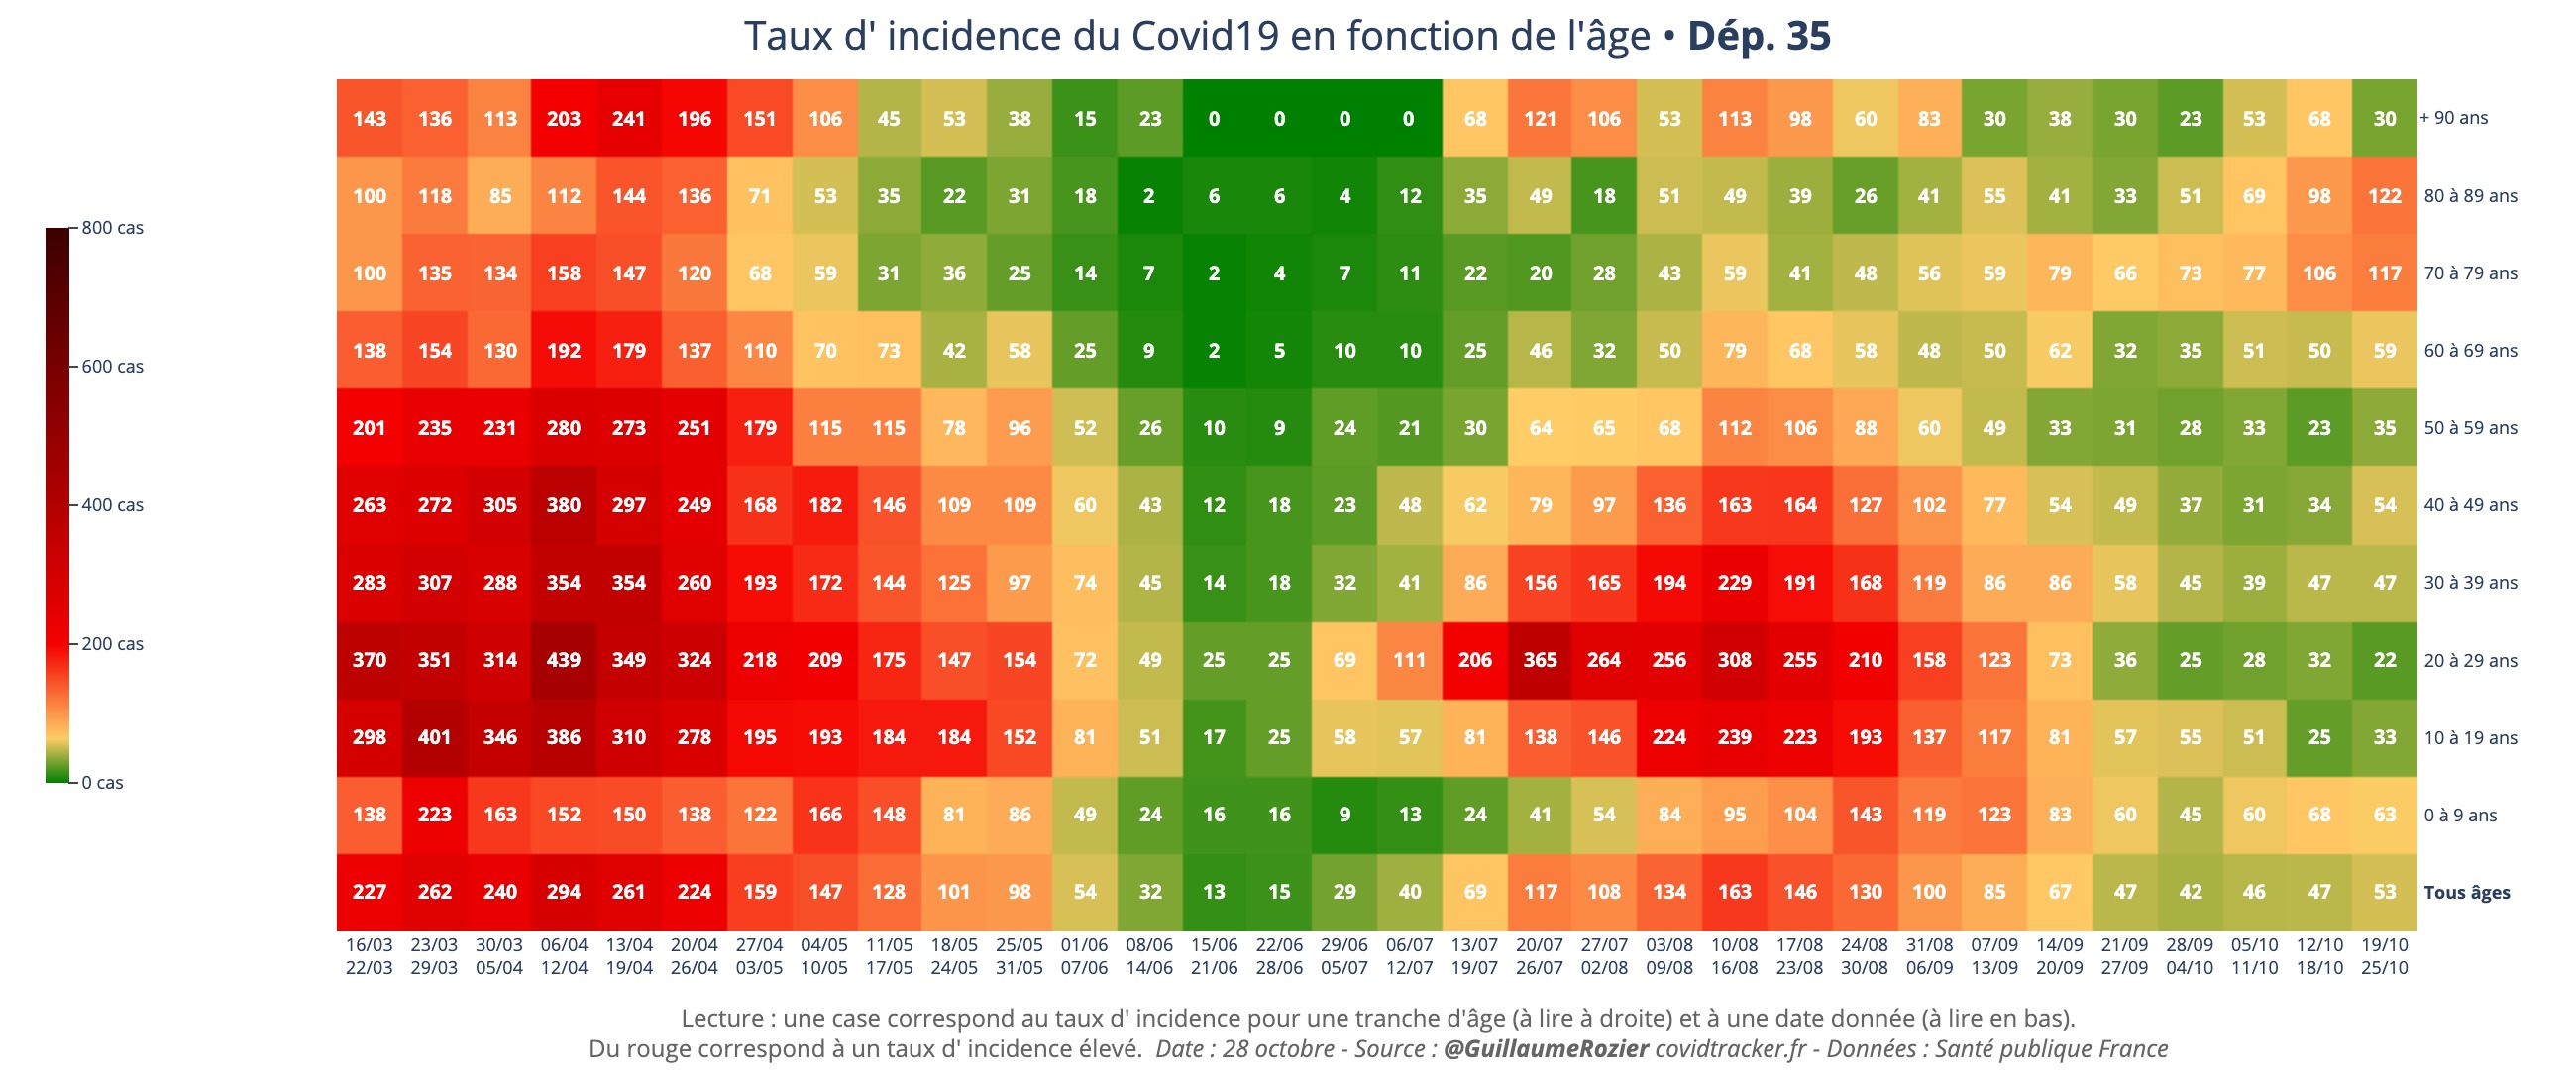 Taux d' incidence du Covid19 en fonction de l'âge • Dép. 35
800 cas
600 cas
400 cas
200 cas
0 cas
143 136 113 203 241 196 151 106 45 53 38 15 23 0 0 0 0 68 121 106 53 113 98 60 83 30 38 30 23 53 68 30 + 90 ans
100 118 85 112 144 136 71 53 35 22 31 18 2 6 6 4 12 35 49 18 51 49 39 26 41 55 41 33 51 69 98 122 80 à 89 ans
100 135 134 158 147 120 68 59 31 36 25 14 7 2 4 7 11 22 20 28 43 59 41 48 56 59 79 66 73 77 106 117 70 à 79 ans
138 154 130 192 179 137 110 70 73 42 58 25 9 2 5 10 10 25 46 32 50 79 68 58 48 50 62 32 35 51 50 59 60 à 69 ans
201 235 231 280 273 251 179 115 115 78 96 52 26 10 9 24 21 30 64 65 68 112 106 88 60 49 33 31 28 33 23 35 50 à 59 ans
263 272 305 380 297 249 168 182 146 109 109 60 43 12 18 23 48 62 79 97 136 163 164 127 102 77 54 49 37 31 34 54 40 à 49 ans
283 307 288 354 354 260 193 172 144 125 97 74 45 14 18 32 41 86 156 165 194 229 191 168 119 86 86 58 45 39 47 47 30 à 39 ans
370 351 314 439 349 324 218 209 175 147 154 72 49 25 25 69 111 206 365 264 256 308 255 210 158 123 73 36 25 28 32 22 20 à 29 ans
298 401 346 386 310 278 195 193 184 184 152 81 51 17 25 58 57 81 138 146 224 239 223 193 137 117 81 57 55 51 25 33 10 à 19 ans
138 223 163 152 150 138 122 166 148 81 86 49 24 16 16 9 13 24 41 54 84 95 104 143 119 123 83 60 45 60 68 63 0 à 9 ans
227 262 240 294 261 224 159 147 128 101 98 54 32 13 15 29 40 69 117 108 134 163 146 130 100 85 67 47 42 46 47 53 Tous âges
16/03 23/03 30/03 06/04 13/04 20/04 27/04 04/05 11/05 18/05 25/05 01/06 08/06 15/06 22/06 29/06 06/07 13/07 20/07 27/07 03/08 10/08 17/08 24/08 31/08 07/09 14/09 21/09 28/09 05/10 12/10 19/10
22/03 29/03 05/04 12/04 19/04 26/04 03/05 10/05 17/05 24/05 31/05 07/06 14/06 21/06 28/06 05/07 12/07 19/07 26/07 02/08 09/08 16/08 23/08 30/08 06/09 13/09 20/09 27/09 04/10 11/10 18/10 25/10
Lecture : une case correspond au taux d' incidence pour une tranche d'âge (à lire à droite) et à une date donnée (à lire en bas).
Du rouge correspond à un taux d' incidence élevé. Date : 28 octobre - Source : @GuillaumeRozier covidtracker.fr - Données : Santé publique France